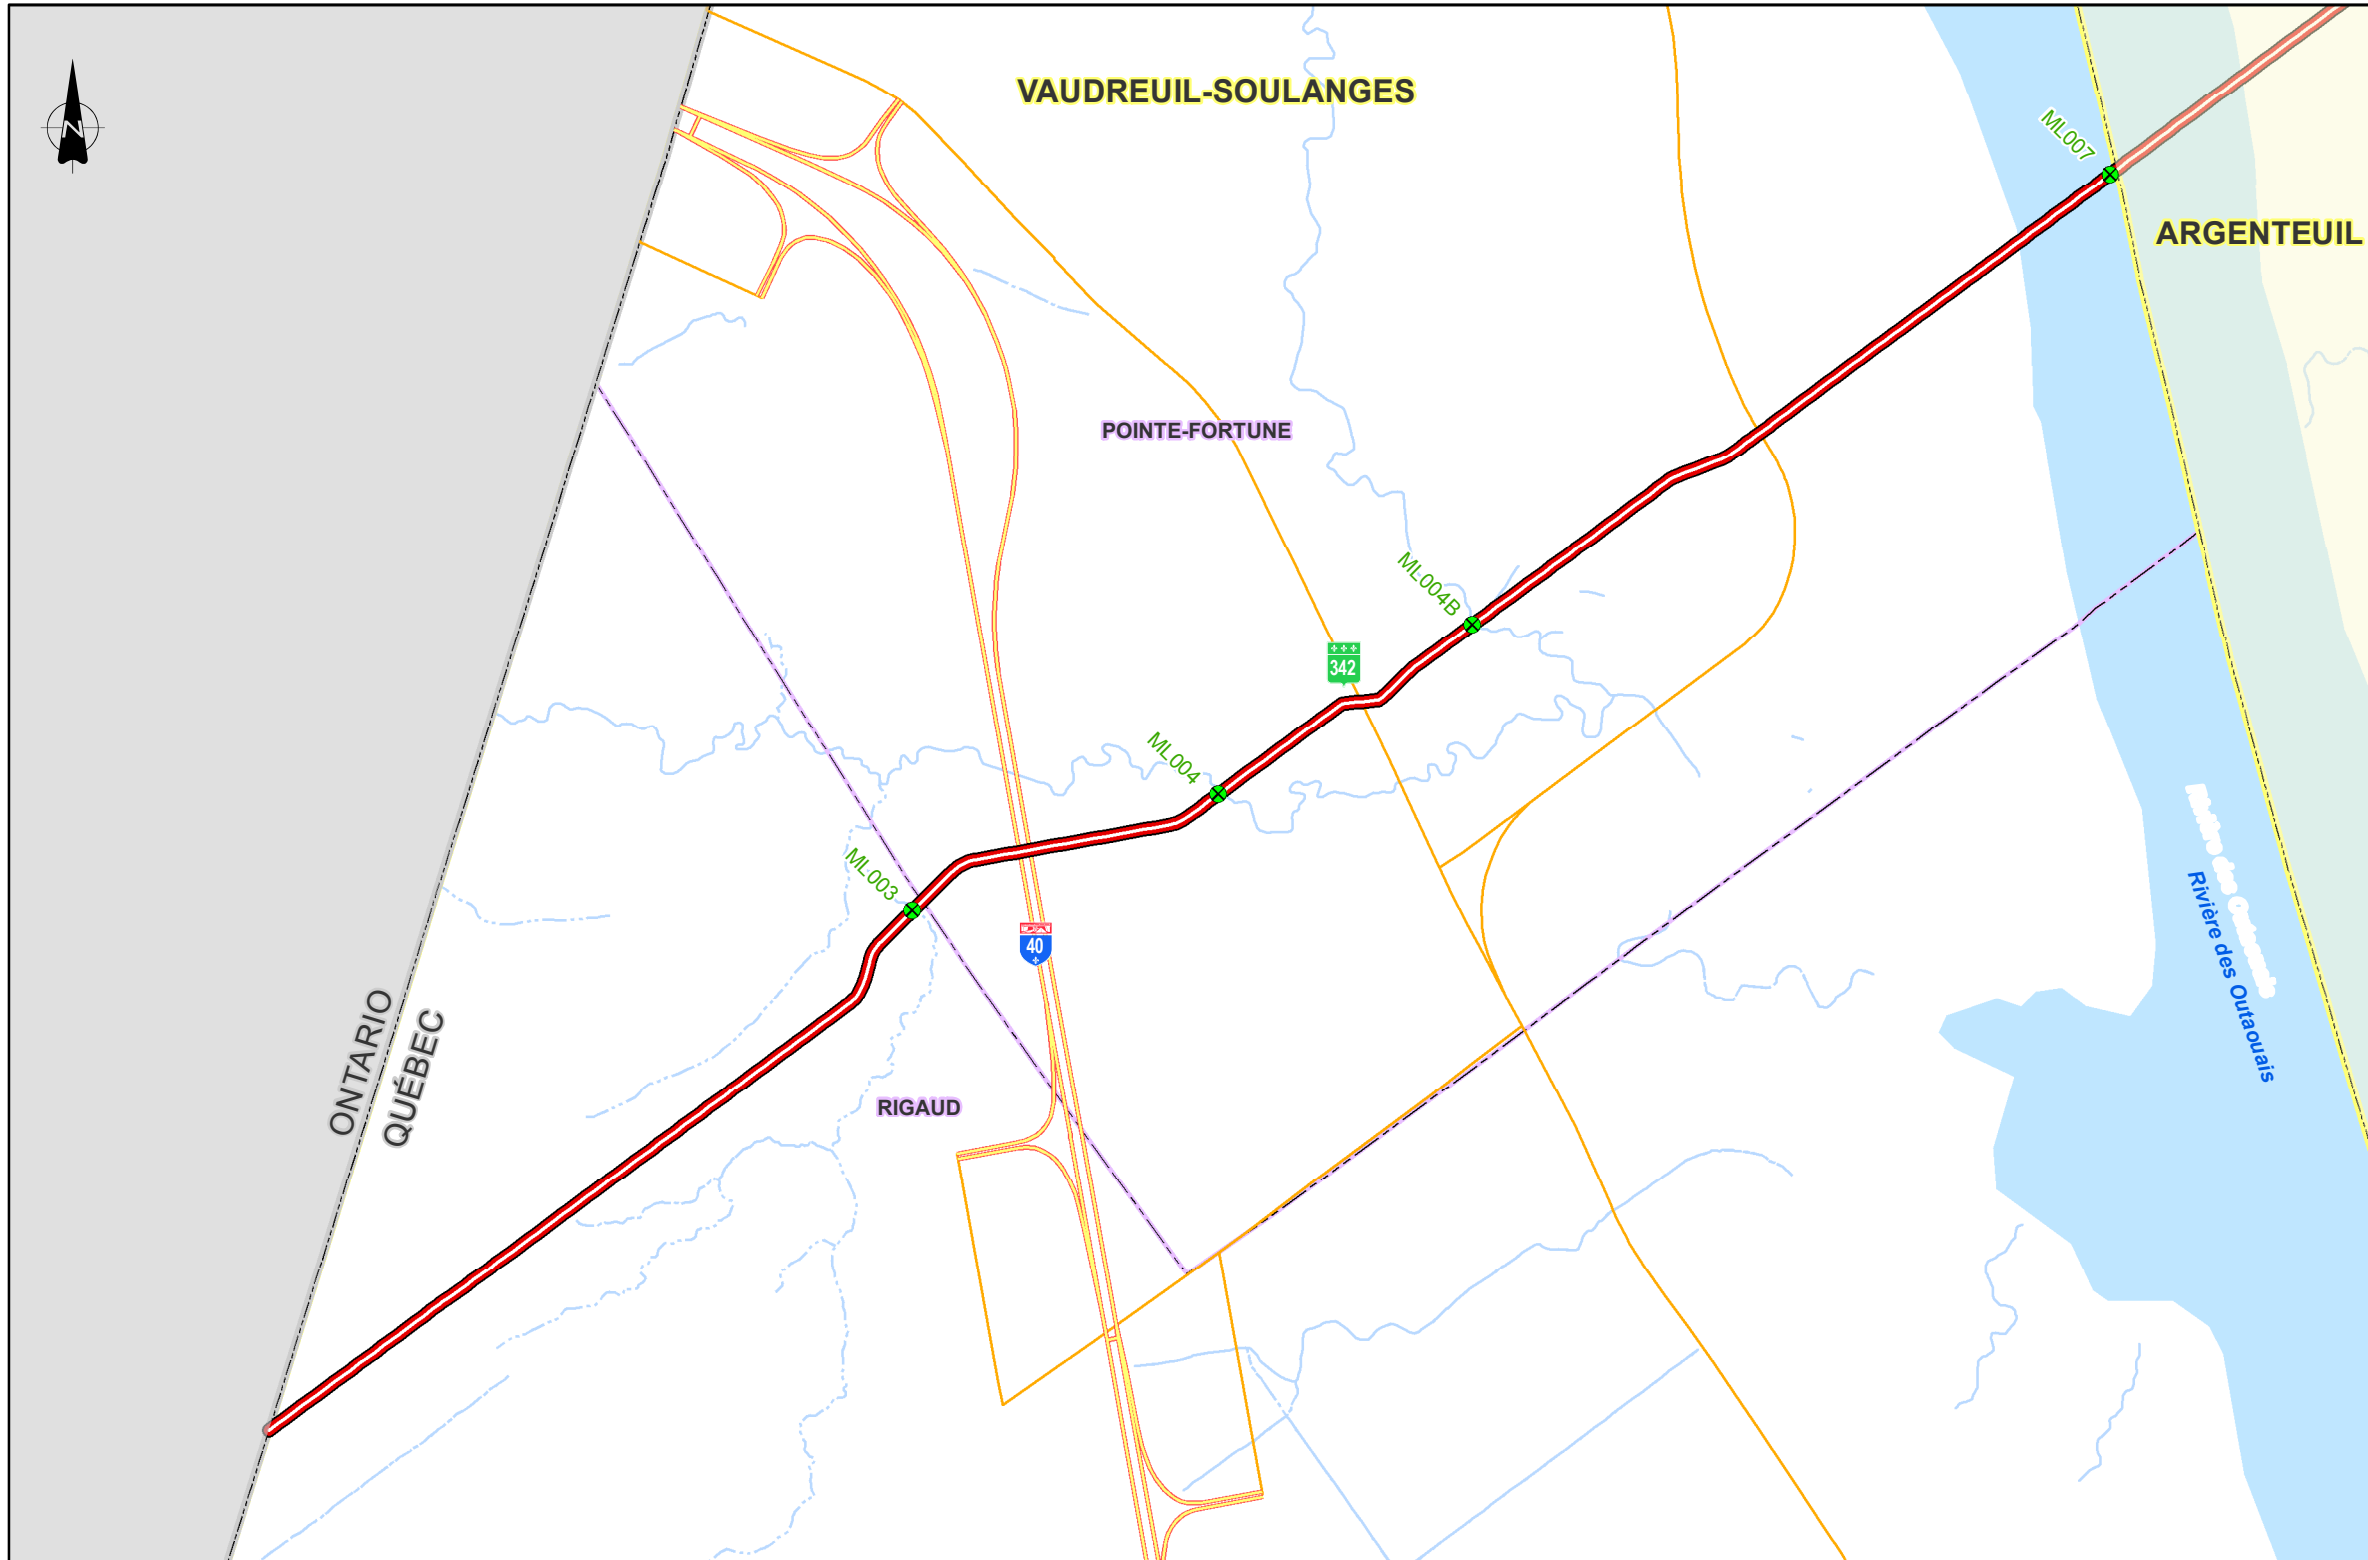 N
VAUDREUIL-SOULANGES
ML007
ARGENTEUIL
POINTE-FORTUNE
ML004B
342
ML004
ML003
40
Rivière des Outaouais
ONTARIO
QUÉBEC
RIGAUD